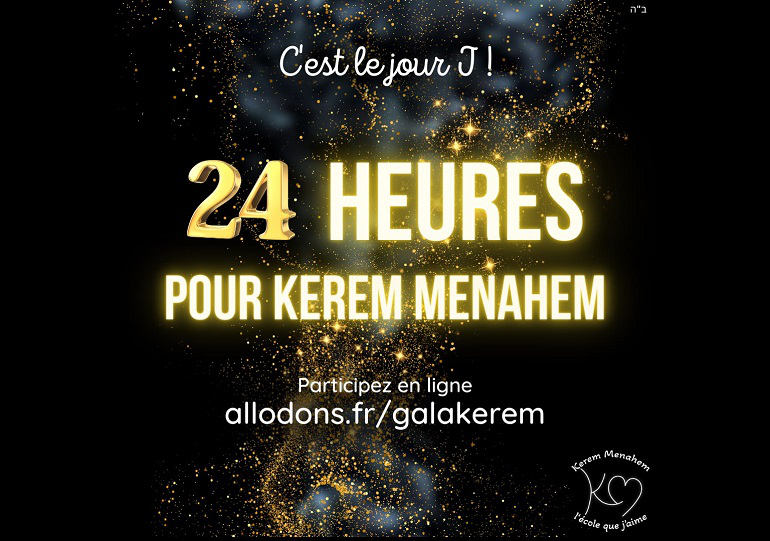 ב"ה
C'est le jour J !
24 HEURES
POUR KEREM MENAHEM
Participez en ligne
allodons.fr/galakerem
Kerem Menahem
KM
l'école que j'aime